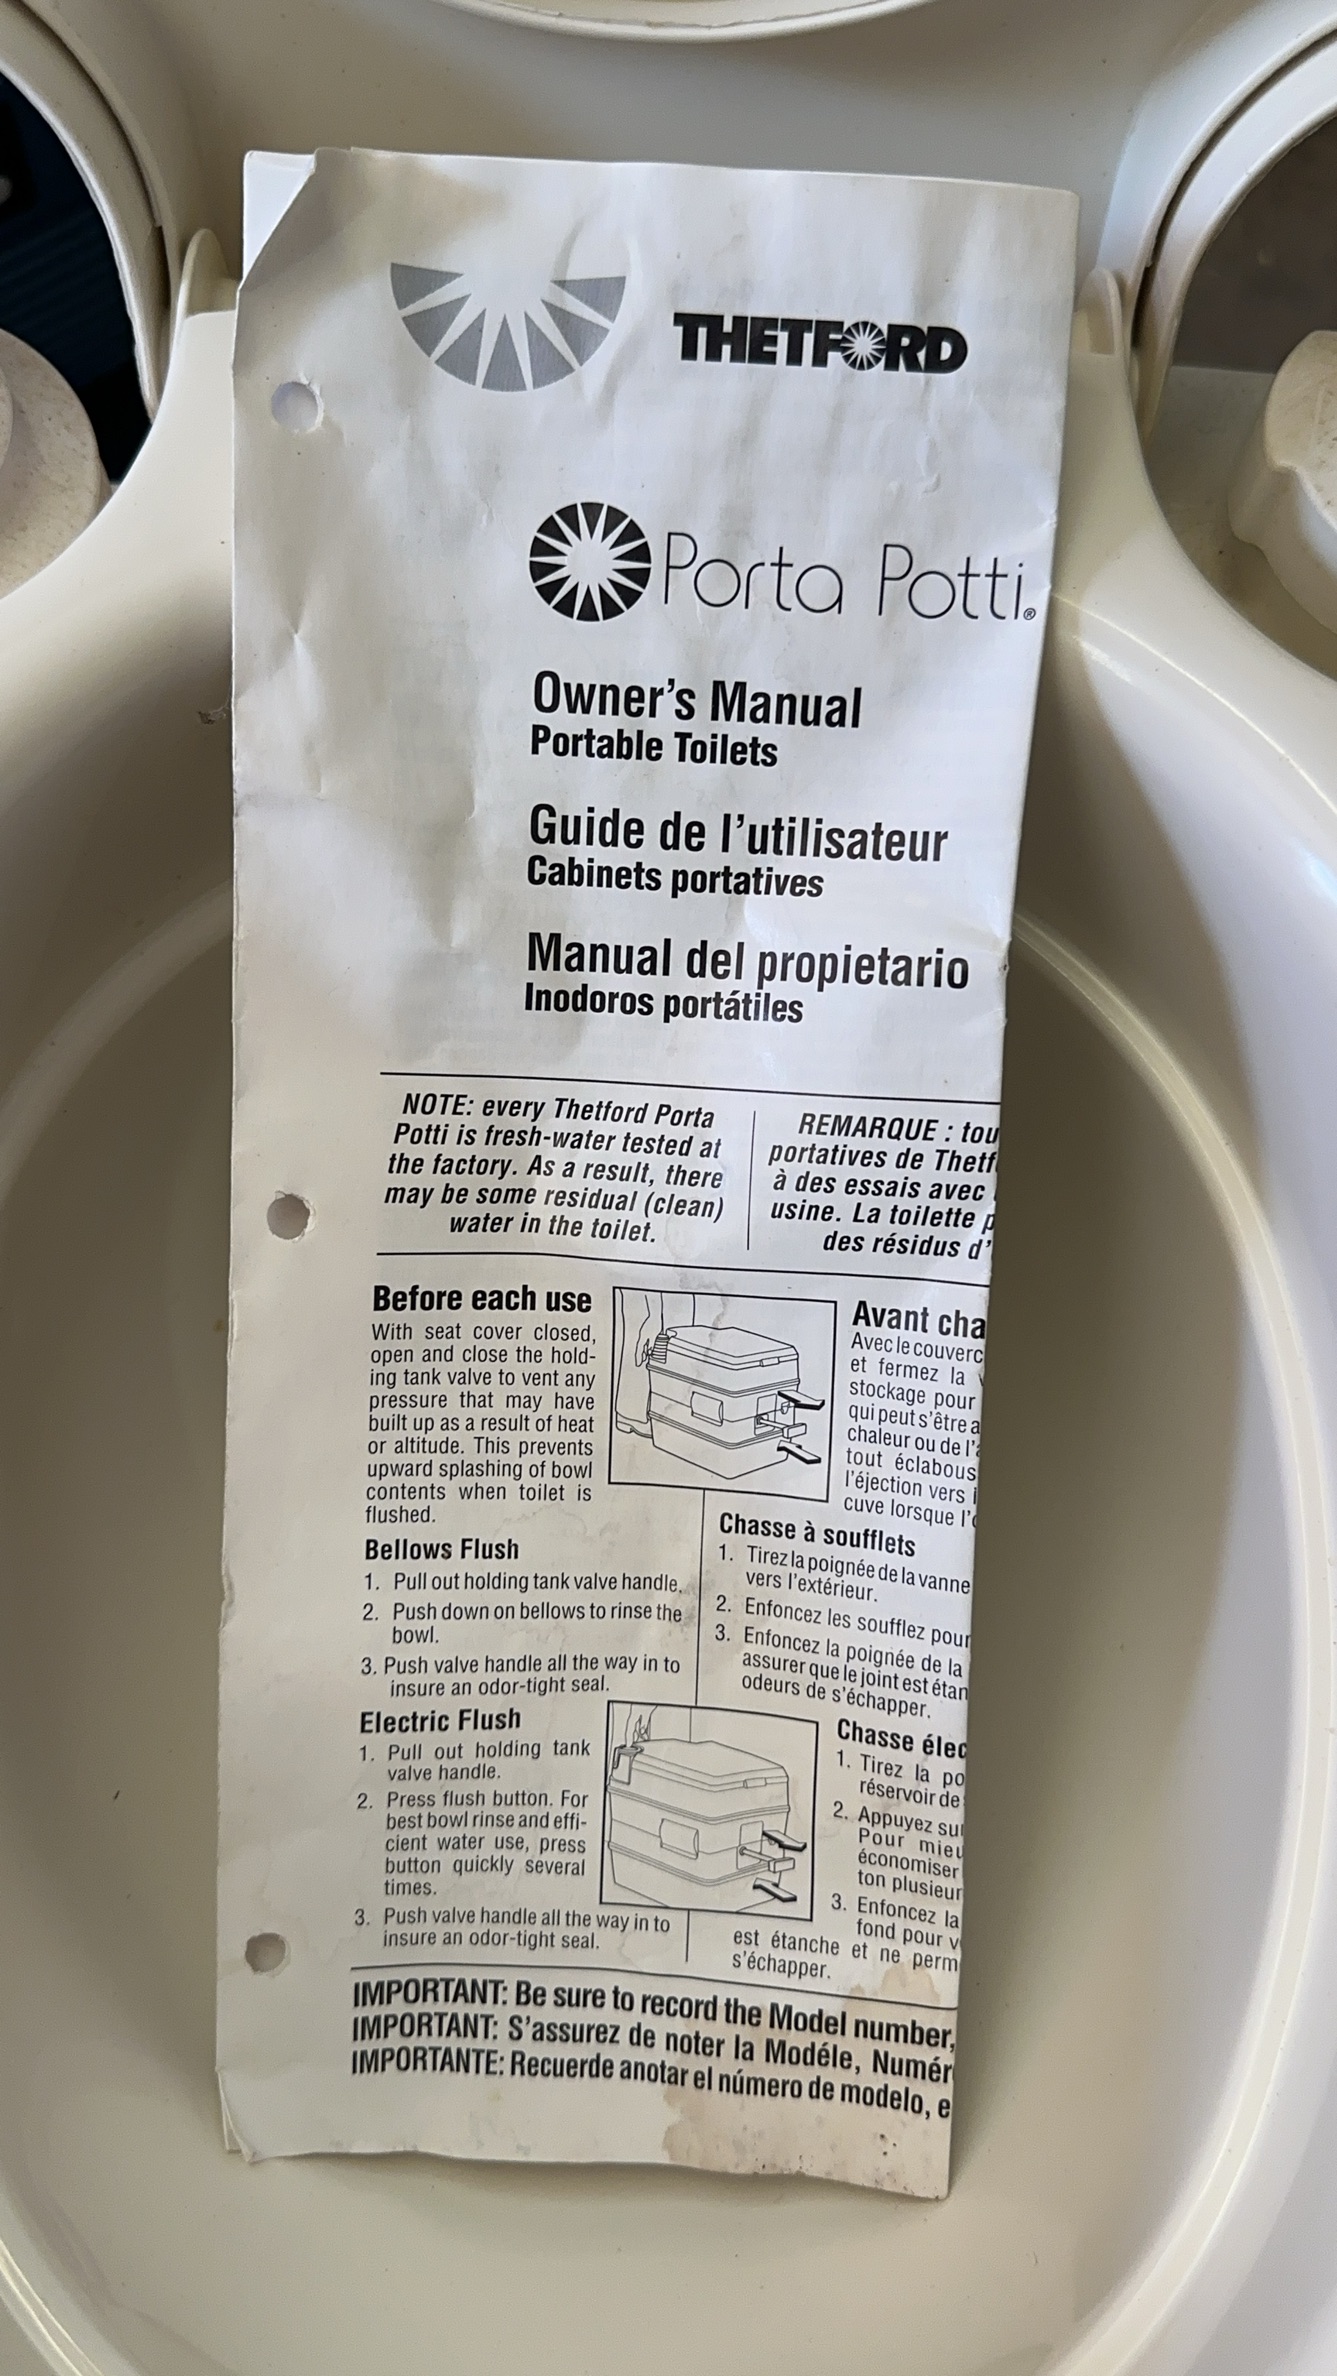 THETFORD
Porta Potti®
Owner's Manual
Portable Toilets
Guide de l'utilisateur
Cabinets portatives
Manual del propietario
Inodoros portátiles
NOTE: every Thetford Porta
Potti is fresh-water tested at
the factory. As a result, there
may be some residual (clean)
water in the toilet.
REMARQUE : tou
portatives de Thetf
à des essais avec
usine. La toilette p
des résidus d'
Before each use
With seat cover closed,
open and close the hold-
ing tank valve to vent any
pressure that may have
built up as a result of heat
or altitude. This prevents
upward splashing of bowl
contents when toilet is
flushed.
Avant cha
Avec le couverc
et fermez la
stockage pour
qui peut s'être a
chaleur ou de l'
tout éclabous
l'éjection vers
cuve lorsque l'
Bellows Flush
1. Pull out holding tank valve handle.
2. Push down on bellows to rinse the
bowl.
3. Push valve handle all the way in to
insure an odor-tight seal.
Chasse à soufflets
1. Tirez la poignée de la vanne
vers l'extérieur.
2. Enfoncez les soufflez pour
3. Enfoncez la poignée de la
assurer que le joint est étan
odeurs de s'échapper.
Electric Flush
1. Pull out holding tank
valve handle.
2. Press flush button. For
best bowl rinse and effi-
cient water use, press
button quickly several
times.
3. Push valve handle all the way in to
insure an odor-tight seal.
Chasse élec
1. Tirez la po
réservoir de
2. Appuyez su
Pour mieu
économiser
ton plusieur
3. Enfoncez la
fond pour v
est étanche et ne perm
s'échapper.
IMPORTANT: Be sure to record the Model number,
IMPORTANT: S'assurez de noter la Modéle, Numér
IMPORTANTE: Recuerde anotar el número de modelo, e